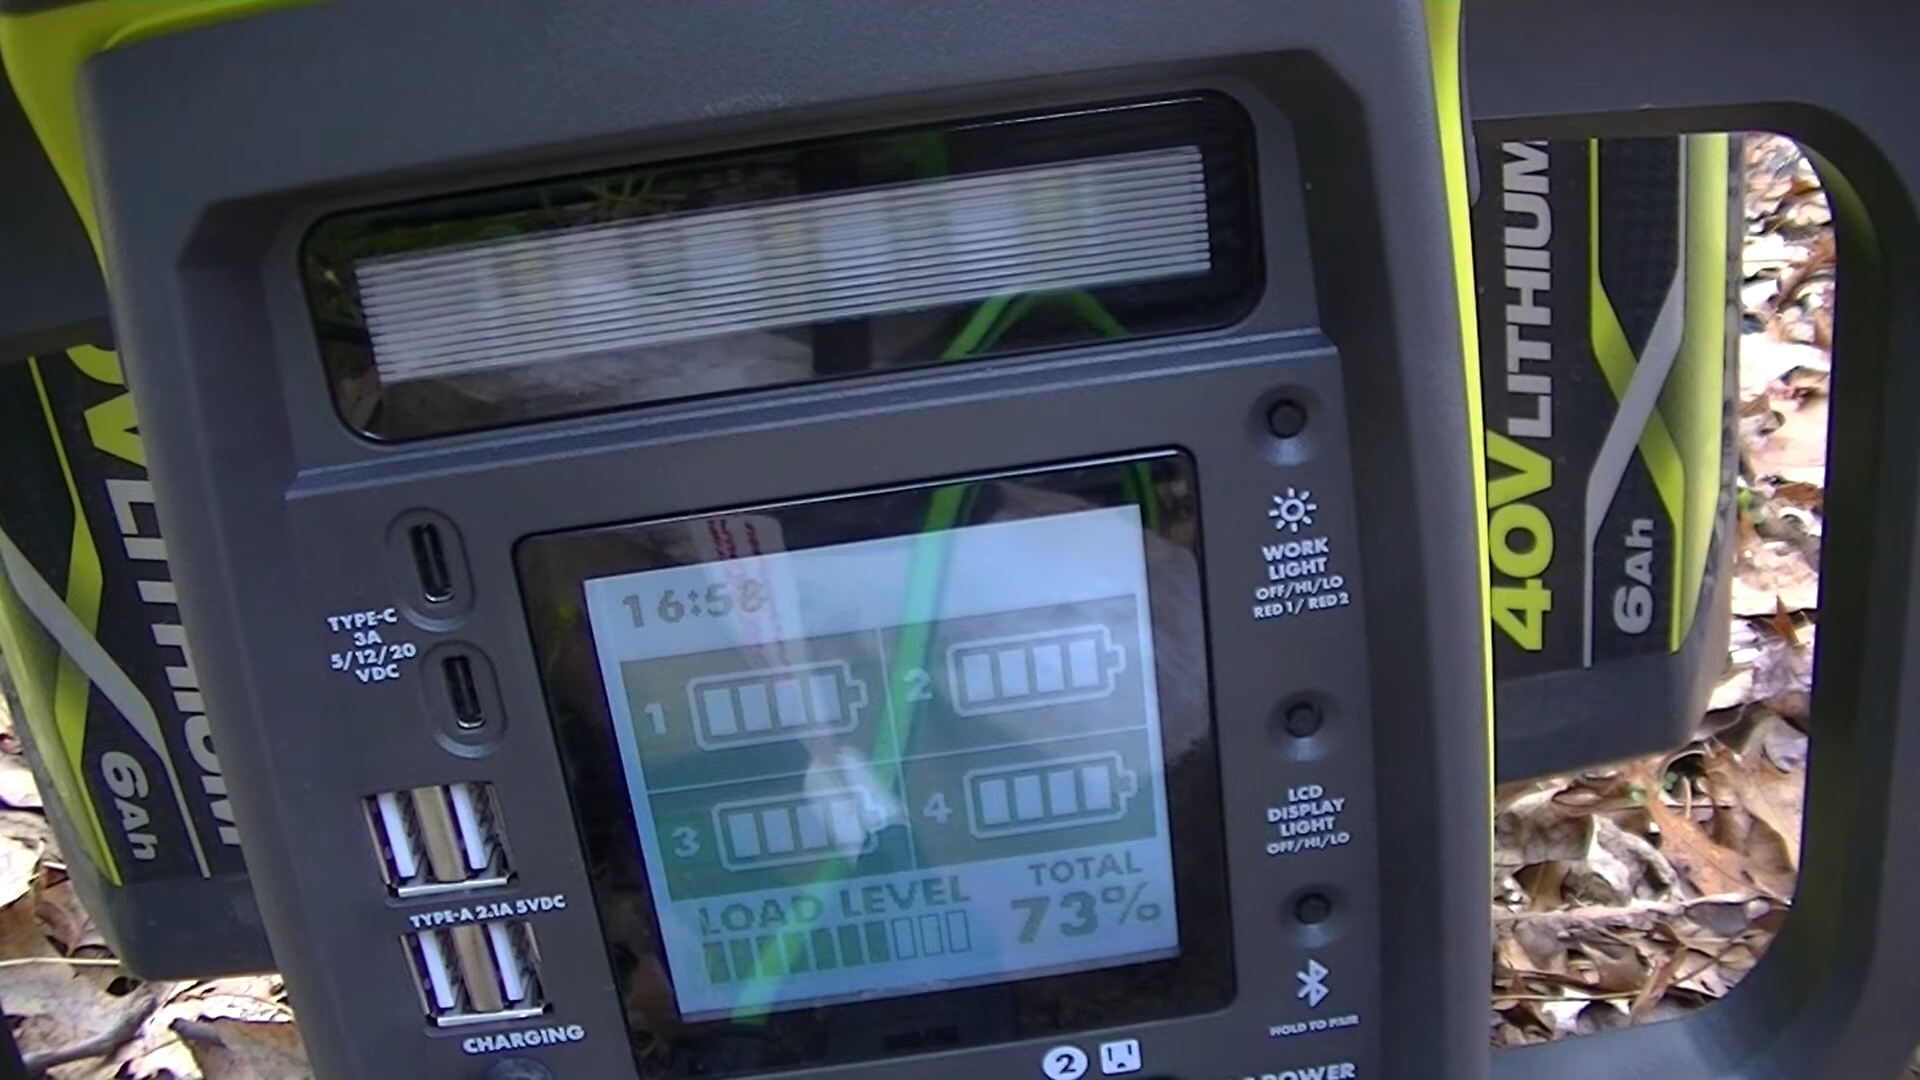 40V LITHIUM
6Ah
LITHIUM
6Ah
TYPE-C
3A
5/12/20
VDC
TYPE-A 2.1A 5VDC
CHARGING
16:58
1
2
3
4
LOAD LEVEL
TOTAL
73%
WORK
LIGHT
OFF/HI/LO
RED 1/ RED 2
LCD
DISPLAY
LIGHT
OFF/HI/LO
HOLD TO PAIR
2
POWER